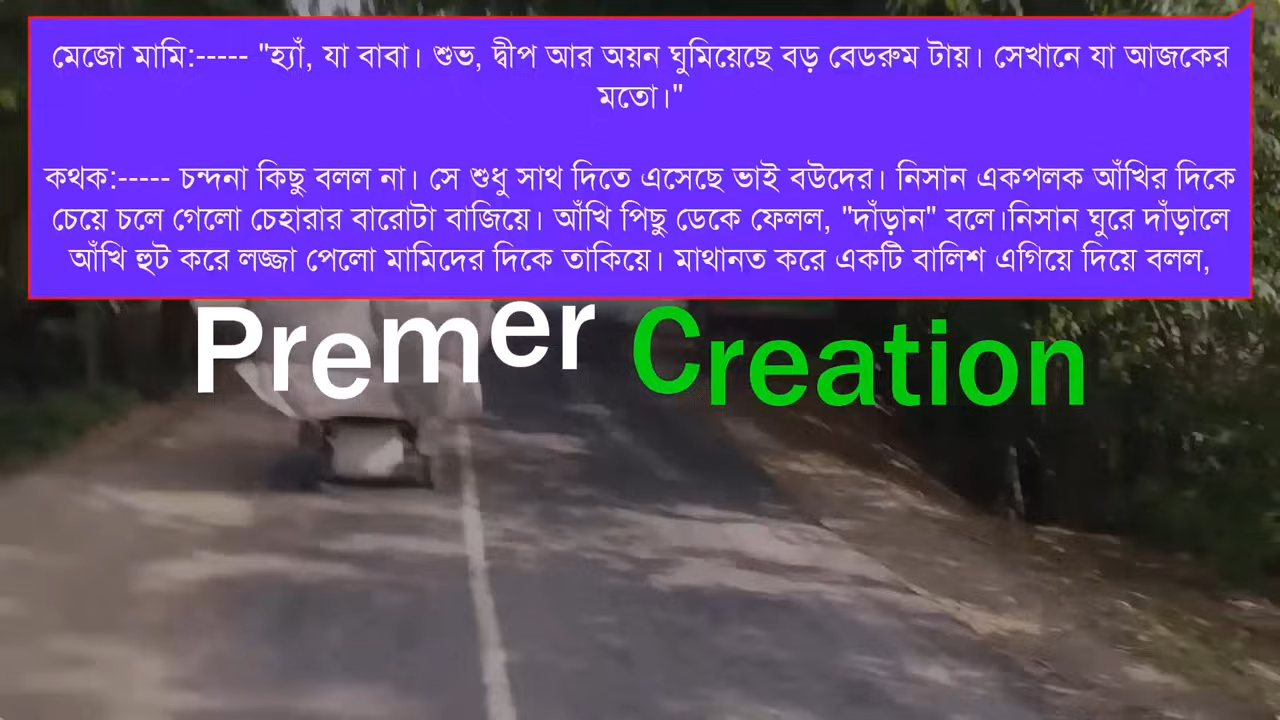 মেজো মামি:----- "হ্যাঁ, যা বাবা। শুভ, দ্বীপ আর অয়ন ঘুমিয়েছে বড় বেডরুম টায়। সেখানে যা আজকের
মতো।"
কথক:----- চন্দনা কিছু বলল না। সে শুধু সাথ দিতে এসেছে ভাই বউদের। নিসান একপলক আঁখির দিকে
চেয়ে চলে গেলো চেহারার বারোটা বাজিয়ে। আঁখি পিছু ডেকে ফেলল, "দাঁড়ান" বলে।নিসান ঘুরে দাঁড়ালে
আঁখি হুট করে লজ্জা পেলো মামিদের দিকে তাকিয়ে। মাথানত করে একটি বালিশ এগিয়ে দিয়ে বলল,
Premer Creation